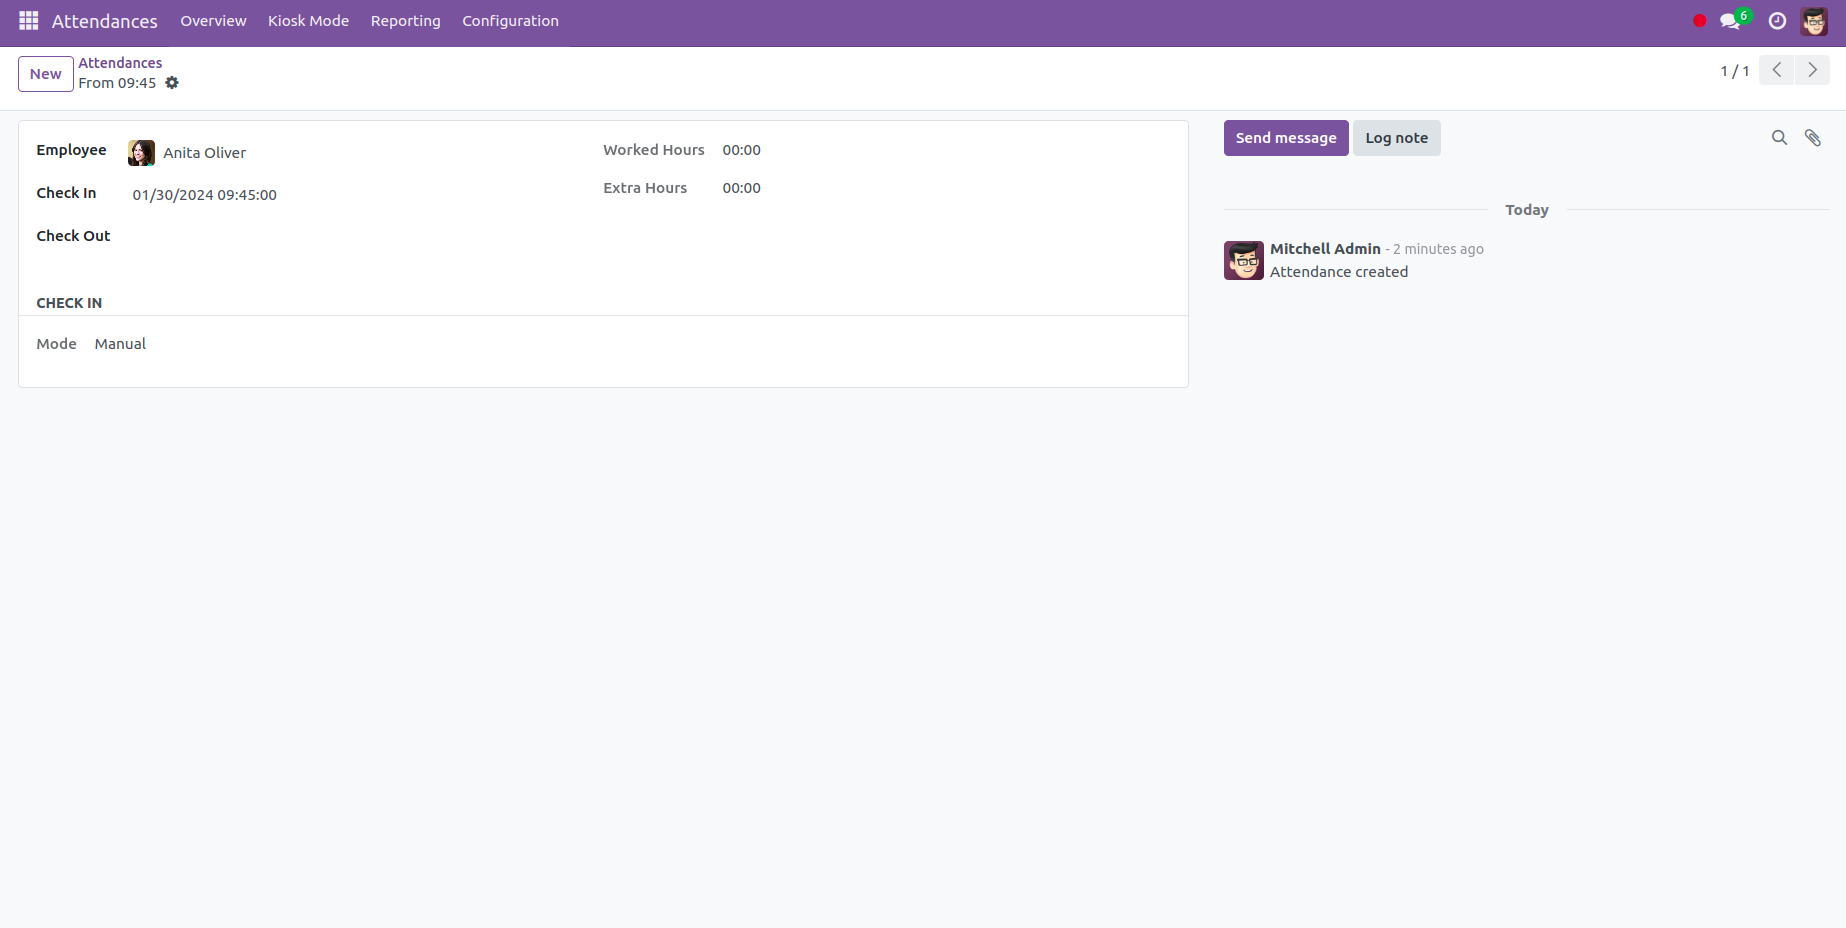 Attendances Overview Kiosk Mode Reporting Configuration 6
New
Attendances
From 09:45
1 / 1
Employee Anita Oliver
Check In 01/30/2024 09:45:00
Check Out
Worked Hours 00:00
Extra Hours 00:00
CHECK IN
Mode Manual
Send message Log note
Today
Mitchell Admin - 2 minutes ago
Attendance created